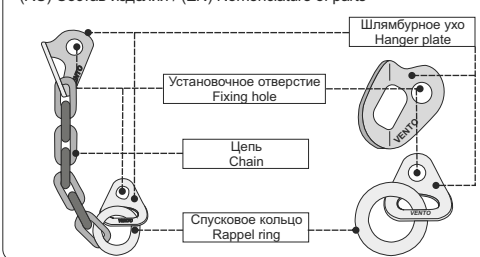 (RU) Состав изделия / (EN) Nomenclature of parts
Шлямбурное ухо
Hanger plate
VENTO
Установочное отверстие
Fixing hole
VENTO
Цепь
Chain
Спусковое кольцо
Rappel ring
VENTO
VENTO